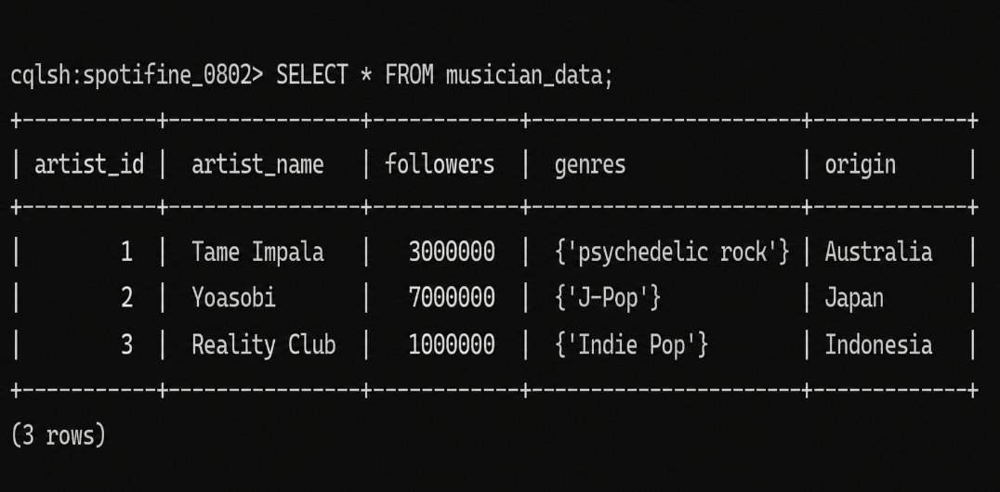 cqlsh:spotifine_0802> SELECT * FROM musician_data;
+-----------+----------------+------------+----------------------+-------------+
| artist_id | artist_name | followers | genres | origin |
+-----------+----------------+------------+----------------------+-------------+
| 1 | Tame Impala | 3000000 | {'psychedelic rock'} | Australia |
| 2 | Yoasobi | 7000000 | {'J-Pop'} | Japan |
| 3 | Reality Club | 1000000 | {'Indie Pop'} | Indonesia |
+-----------+----------------+------------+----------------------+-------------+
(3 rows)